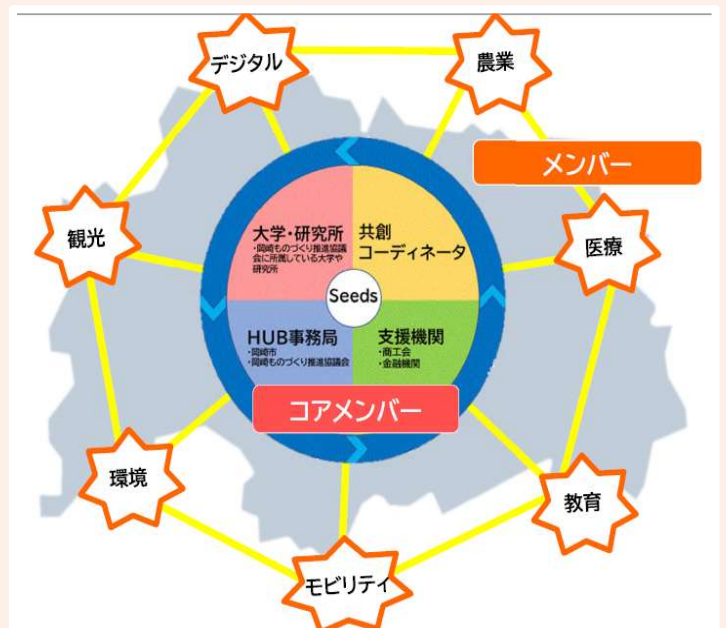 デジタル
農業
メンバー
観光
医療
大学・研究所
・岡崎ものづくり推進協議
会に所属している大学や
研究所
共創
コーディネータ
Seeds
HUB事務局
・岡崎市
・岡崎ものづくり推進協議会
支援機関
・商工会
・金融機関
コアメンバー
環境
教育
モビリティ